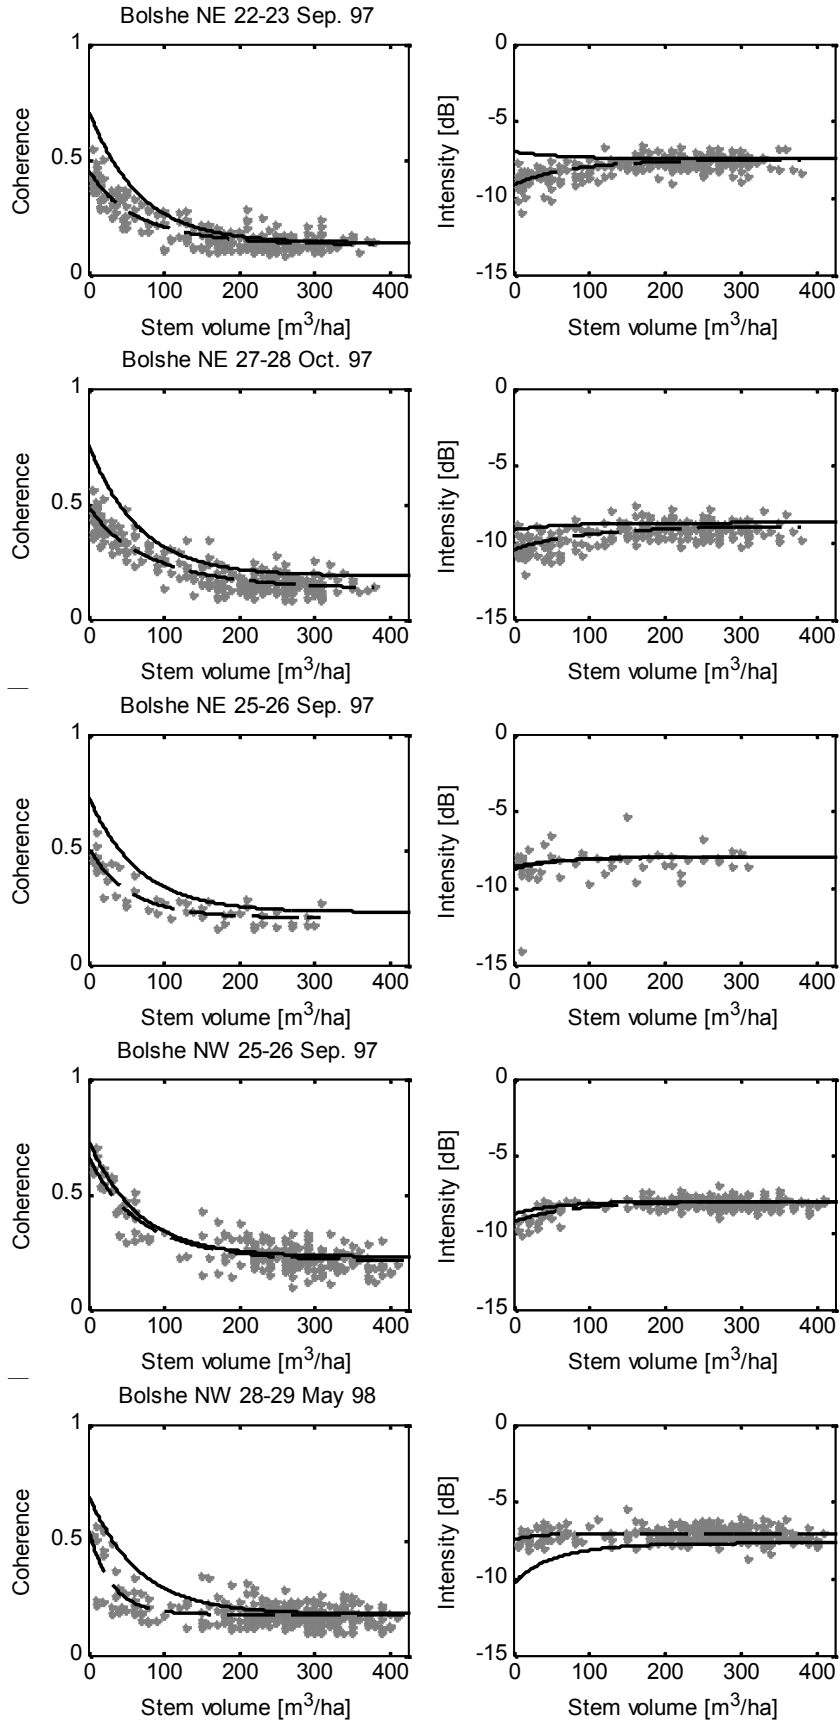 Bolshe NE 22-23 Sep. 97
Coherence
1
0.5
0
0 100 200 300 400
Stem volume [m³/ha]
Intensity [dB]
0
-5
-10
-15
0 100 200 300 400
Stem volume [m³/ha]
Bolshe NE 27-28 Oct. 97
Coherence
1
0.5
0
0 100 200 300 400
Stem volume [m³/ha]
Intensity [dB]
0
-5
-10
-15
0 100 200 300 400
Stem volume [m³/ha]
Bolshe NE 25-26 Sep. 97
Coherence
1
0.5
0
0 100 200 300 400
Stem volume [m³/ha]
Intensity [dB]
0
-5
-10
-15
0 100 200 300 400
Stem volume [m³/ha]
Bolshe NW 25-26 Sep. 97
Coherence
1
0.5
0
0 100 200 300 400
Stem volume [m³/ha]
Intensity [dB]
0
-5
-10
-15
0 100 200 300 400
Stem volume [m³/ha]
Bolshe NW 28-29 May 98
Coherence
1
0.5
0
0 100 200 300 400
Stem volume [m³/ha]
Intensity [dB]
0
-5
-10
-15
0 100 200 300 400
Stem volume [m³/ha]